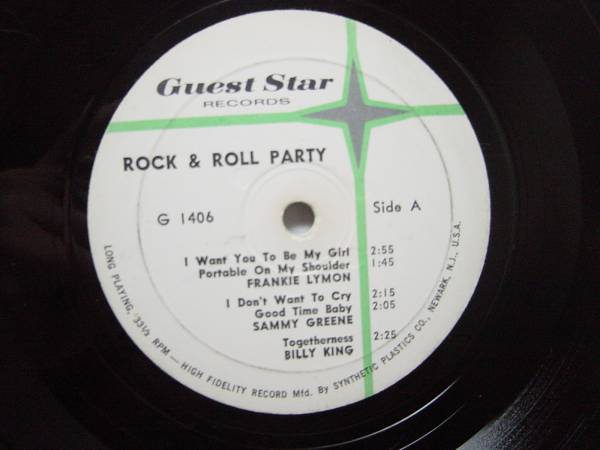 Guest Star
RECORDS
ROCK & ROLL PARTY
G 1406
Side A
I Want You To Be My Girl 2:55
Portable On My Shoulder 1:45
FRANKIE LYMON
I Don't Want To Cry 2:15
Good Time Baby 2:05
SAMMY GREENE
Togetherness 2:25
BILLY KING
LONG PLAYING, 33⅓ RPM — HIGH FIDELITY RECORD Mfd. By SYNTHETIC PLASTICS CO., NEWARK, N.J., U.S.A.